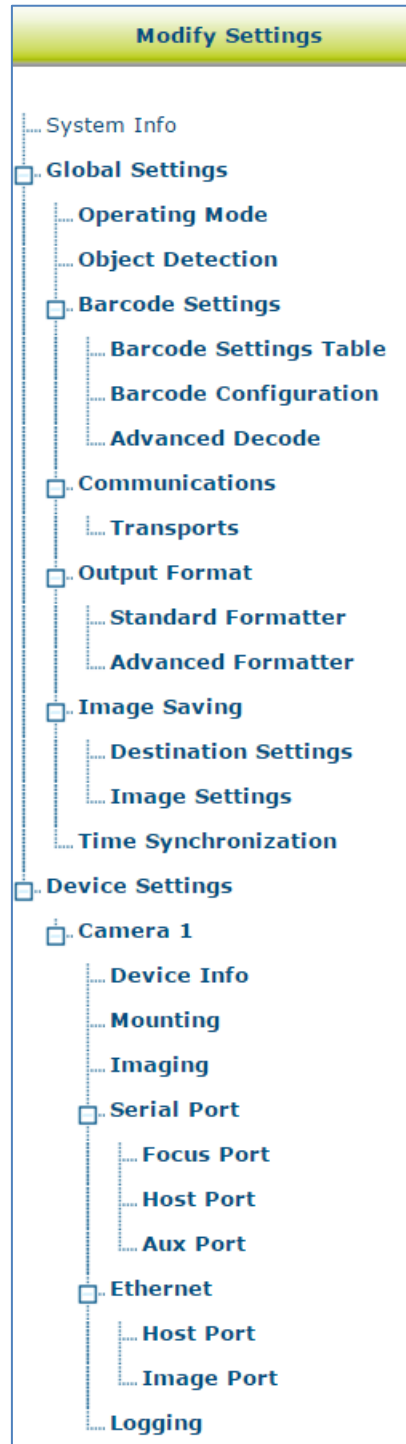 Modify Settings
System Info
Global Settings
Operating Mode
Object Detection
Barcode Settings
Barcode Settings Table
Barcode Configuration
Advanced Decode
Communications
Transports
Output Format
Standard Formatter
Advanced Formatter
Image Saving
Destination Settings
Image Settings
Time Synchronization
Device Settings
Camera 1
Device Info
Mounting
Imaging
Serial Port
Focus Port
Host Port
Aux Port
Ethernet
Host Port
Image Port
Logging